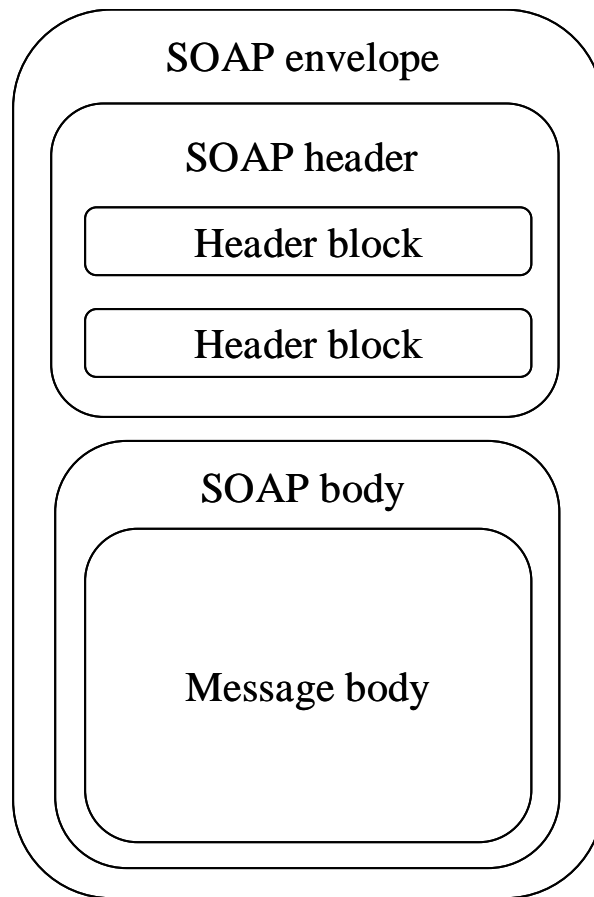 SOAP envelope
SOAP header
Header block
Header block
SOAP body
Message body